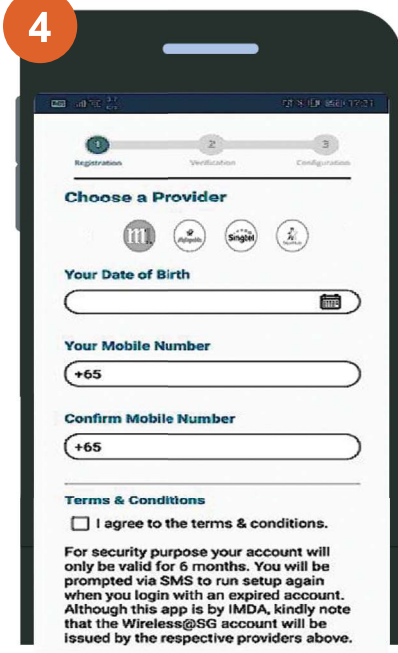 4
1 2 3
Registration Verification Configuration
Choose a Provider
m Singtel
Your Date of Birth
Your Mobile Number
+65
Confirm Mobile Number
+65
Terms & Conditions
I agree to the terms & conditions.
For security purpose your account will
only be valid for 6 months. You will be
prompted via SMS to run setup again
when you login with an expired account.
Although this app is by IMDA, kindly note
that the Wireless@SG account will be
issued by the respective providers above.